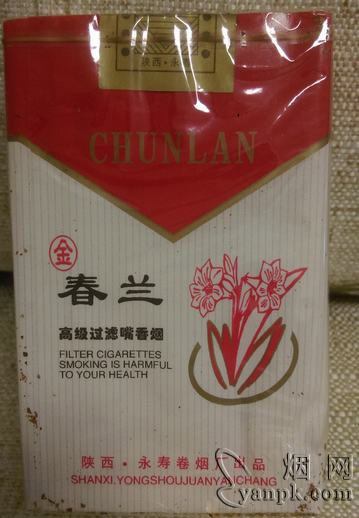 陕西·永
CHUNLAN
金
春兰
高级过滤嘴香烟
FILTER CIGARETTES
SMOKING IS HARMFUL
TO YOUR HEALTH
陕西·永寿卷烟厂出品
SHANXI.YONGSHOUJUANYANCHANG
烟网
yanpk.com